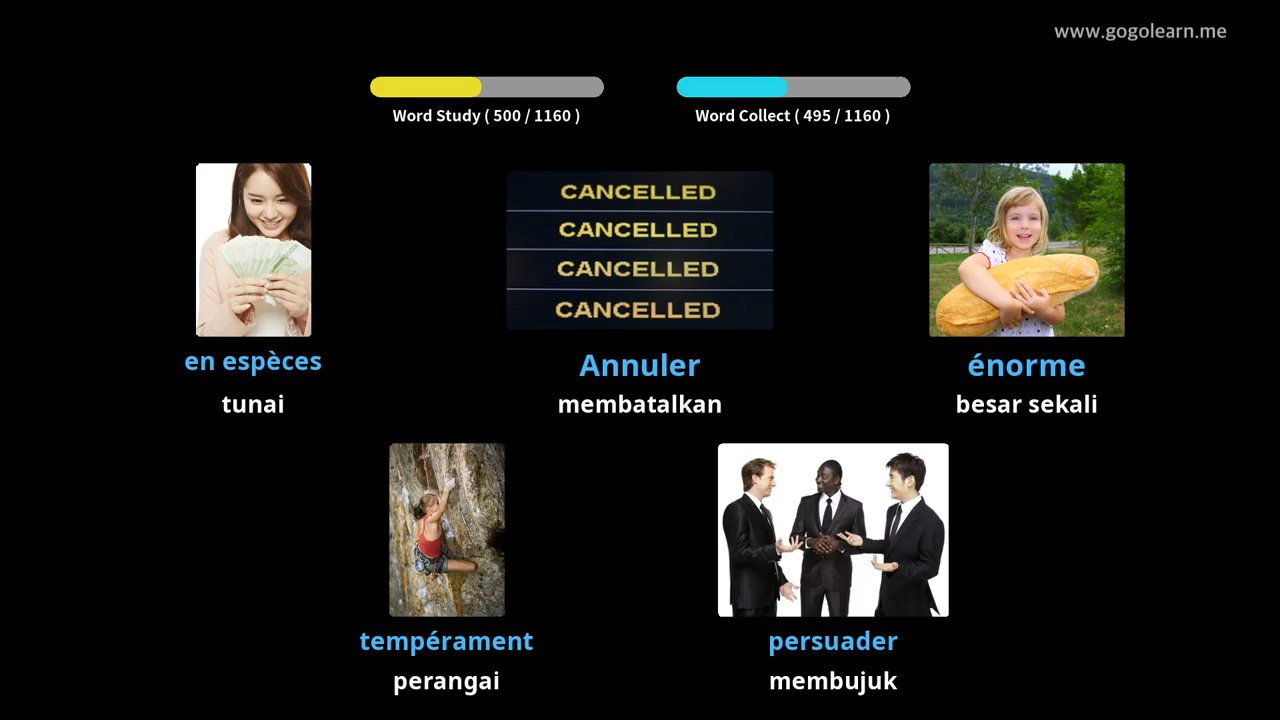 www.gogolearn.me
Word Study ( 500 / 1160 )
Word Collect ( 495 / 1160 )
CANCELLED
CANCELLED
CANCELLED
CANCELLED
en espèces
tunai
Annuler
membatalkan
énorme
besar sekali
tempérament
perangai
persuader
membujuk